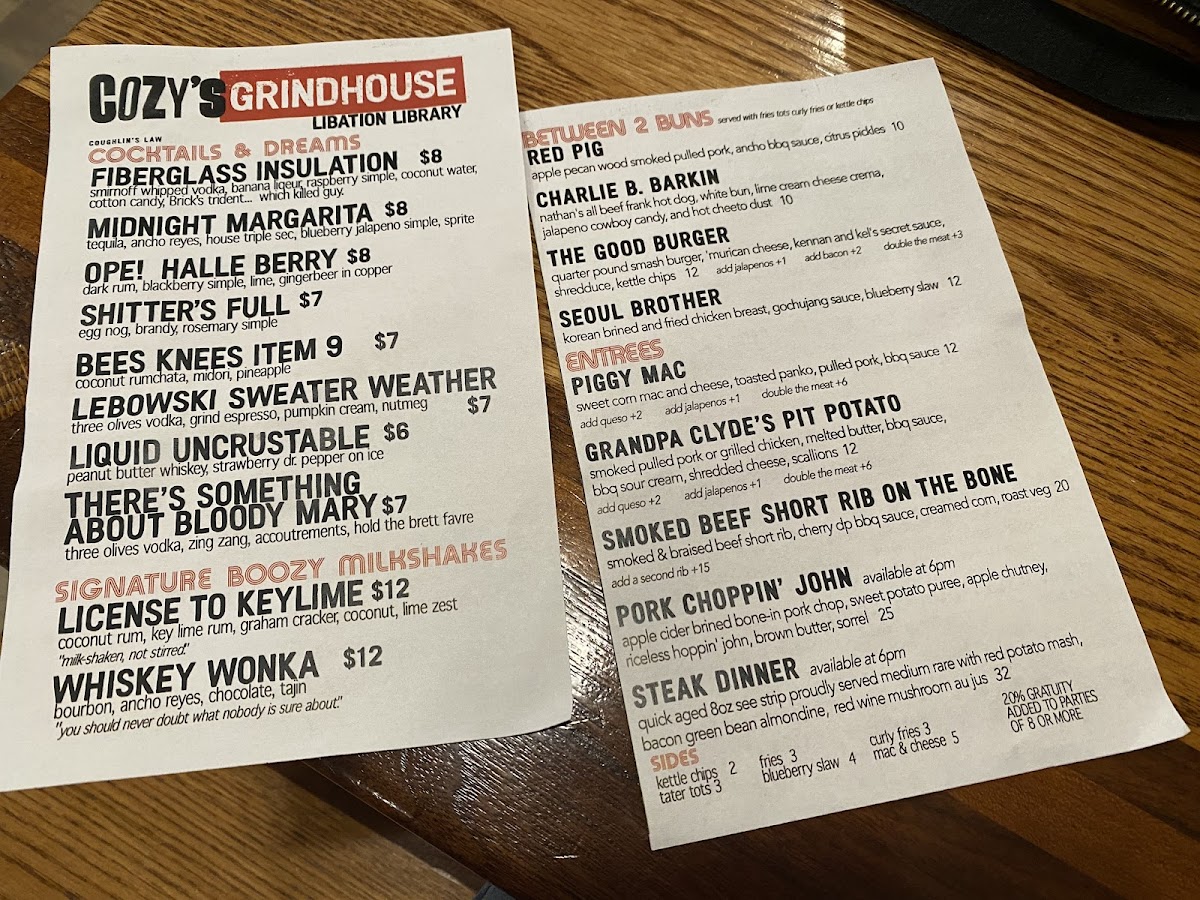 COZY'S GRINDHOUSE
LIBATION LIBRARY
COUGHLIN'S LAW
COCKTAILS & DREAMS
FIBERGLASS INSULATION $8
smirnoff whipped vodka, banana liqeur, raspberry simple, coconut water,
cotton candy, Brick's trident... which killed guy.
MIDNIGHT MARGARITA $8
tequila, ancho reyes, house triple sec, blueberry jalapeno simple, sprite
OPE! HALLE BERRY $8
dark rum, blackberry simple, lime, gingerbeer in copper
SHITTER'S FULL $7
egg nog, brandy, rosemary simple
BEES KNEES ITEM 9 $7
coconut rumchata, midori, pineapple
LEBOWSKI SWEATER WEATHER
three olives vodka, grind espresso, pumpkin cream, nutmeg $7
LIQUID UNCRUSTABLE $6
peanut butter whiskey, strawberry dr. pepper on ice
THERE'S SOMETHING
ABOUT BLOODY MARY $7
three olives vodka, zing zang, accoutrements, hold the brett favre
SIGNATURE BOOZY MILKSHAKES
LICENSE TO KEYLIME $12
coconut rum, key lime rum, graham cracker, coconut, lime zest
"milk-shaken, not stirred."
WHISKEY WONKA $12
bourbon, ancho reyes, chocolate, tajin
"you should never doubt what nobody is sure about."
BETWEEN 2 BUNS served with fries tots curly fries or kettle chips
RED PIG
apple pecan wood smoked pulled pork, ancho bbq sauce, citrus pickles 10
CHARLIE B. BARKIN
nathan's all beef frank hot dog, white bun, lime cream cheese crema,
jalapeno cowboy candy, and hot cheeto dust 10
THE GOOD BURGER
quarter pound smash burger, 'murican cheese, kennan and kel's secret sauce,
shredduce, kettle chips 12 add jalapenos +1 add bacon +2 double the meat +3
SEOUL BROTHER
korean brined and fried chicken breast, gochujang sauce, blueberry slaw 12
ENTREES
PIGGY MAC
sweet corn mac and cheese, toasted panko, pulled pork, bbq sauce 12
add queso +2 add jalapenos +1 double the meat +6
GRANDPA CLYDE'S PIT POTATO
smoked pulled pork or grilled chicken, melted butter, bbq sauce,
bbq sour cream, shredded cheese, scallions 12
add queso +2 add jalapenos +1 double the meat +6
SMOKED BEEF SHORT RIB ON THE BONE
smoked & braised beef short rib, cherry dp bbq sauce, creamed corn, roast veg 20
add a second rib +15
PORK CHOPPIN' JOHN available at 6pm
apple cider brined bone-in pork chop, sweet potato puree, apple chutney,
riceless hoppin' john, brown butter, sorrel 25
STEAK DINNER available at 6pm
quick aged 8oz see strip proudly served medium rare with red potato mash,
bacon green bean almondine, red wine mushroom au jus 32
SIDES
kettle chips 2 fries 3 curly fries 3
tater tots 3 blueberry slaw 4 mac & cheese 5
20% GRATUITY
ADDED TO PARTIES
OF 8 OR MORE